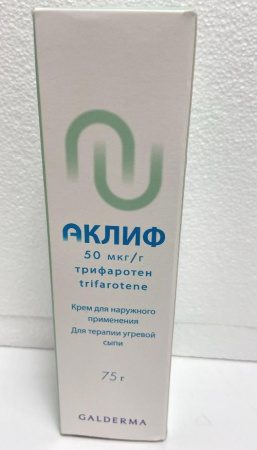 АКЛИФ
50 мкг/г
трифаротен
trifarotene
Крем для наружного
применения
Для терапии угревой
сыпи
75 г
GALDERMA